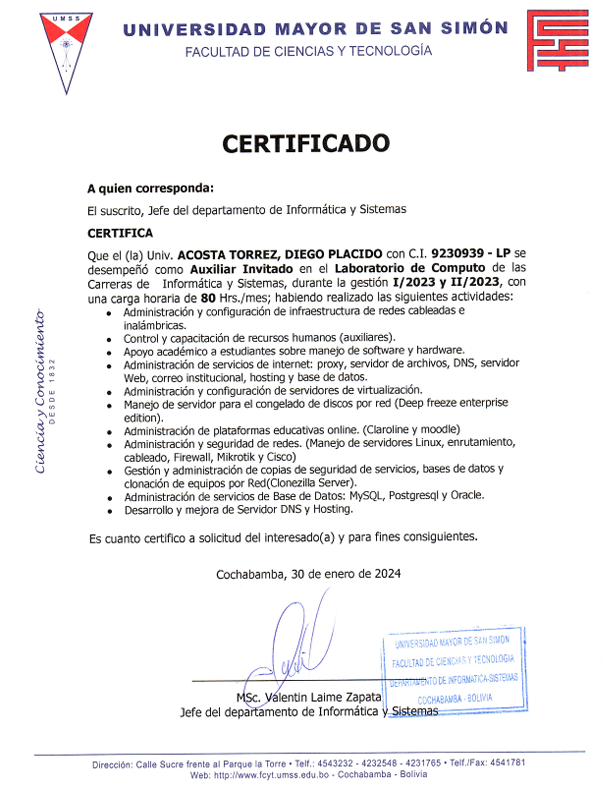 UMSS
UNIVERSIDAD MAYOR DE SAN SIMÓN
FACULTAD DE CIENCIAS Y TECNOLOGÍA
CERTIFICADO
A quien corresponda:
El suscrito, Jefe del departamento de Informática y Sistemas
CERTIFICA
Que el (la) Univ. ACOSTA TORREZ, DIEGO PLACIDO con C.I. 9230939 - LP se
desempeñó como Auxiliar Invitado en el Laboratorio de Computo de las
Carreras de Informática y Sistemas, durante la gestión I/2023 y II/2023, con
una carga horaria de 80 Hrs./mes; habiendo realizado las siguientes actividades:
• Administración y configuración de infraestructura de redes cableadas e
inalámbricas.
• Control y capacitación de recursos humanos (auxiliares).
• Apoyo académico a estudiantes sobre manejo de software y hardware.
• Administración de servicios de internet: proxy, servidor de archivos, DNS, servidor
Web, correo institucional, hosting y base de datos.
• Administración y configuración de servidores de virtualización.
• Manejo de servidor para el congelado de discos por red (Deep freeze enterprise
edition).
• Administración de plataformas educativas online. (Claroline y moodle)
• Administración y seguridad de redes. (Manejo de servidores Linux, enrutamiento,
cableado, Firewall, Mikrotik y Cisco)
• Gestión y administración de copias de seguridad de servicios, bases de datos y
clonación de equipos por Red(Clonezilla Server).
• Administración de servicios de Base de Datos: MySQL, Postgresql y Oracle.
• Desarrollo y mejora de Servidor DNS y Hosting.
Ciencia y Conocimiento
DESDE 1832
Es cuanto certifico a solicitud del interesado(a) y para fines consiguientes.
Cochabamba, 30 de enero de 2024
UNIVERSIDAD MAYOR DE SAN SIMON
FACULTAD DE CIENCIAS Y TECNOLOGIA
DEPARTAMENTO DE INFORMATICA-SISTEMAS
COCHABAMBA - BOLIVIA
MSc. Valentin Laime Zapata
Jefe del departamento de Informática y Sistemas
Dirección: Calle Sucre frente al Parque la Torre • Telf.: 4543232 - 4232548 - 4231765 • Telf./Fax: 4541781
Web: http://www.fcyt.umss.edu.bo - Cochabamba - Bolivia